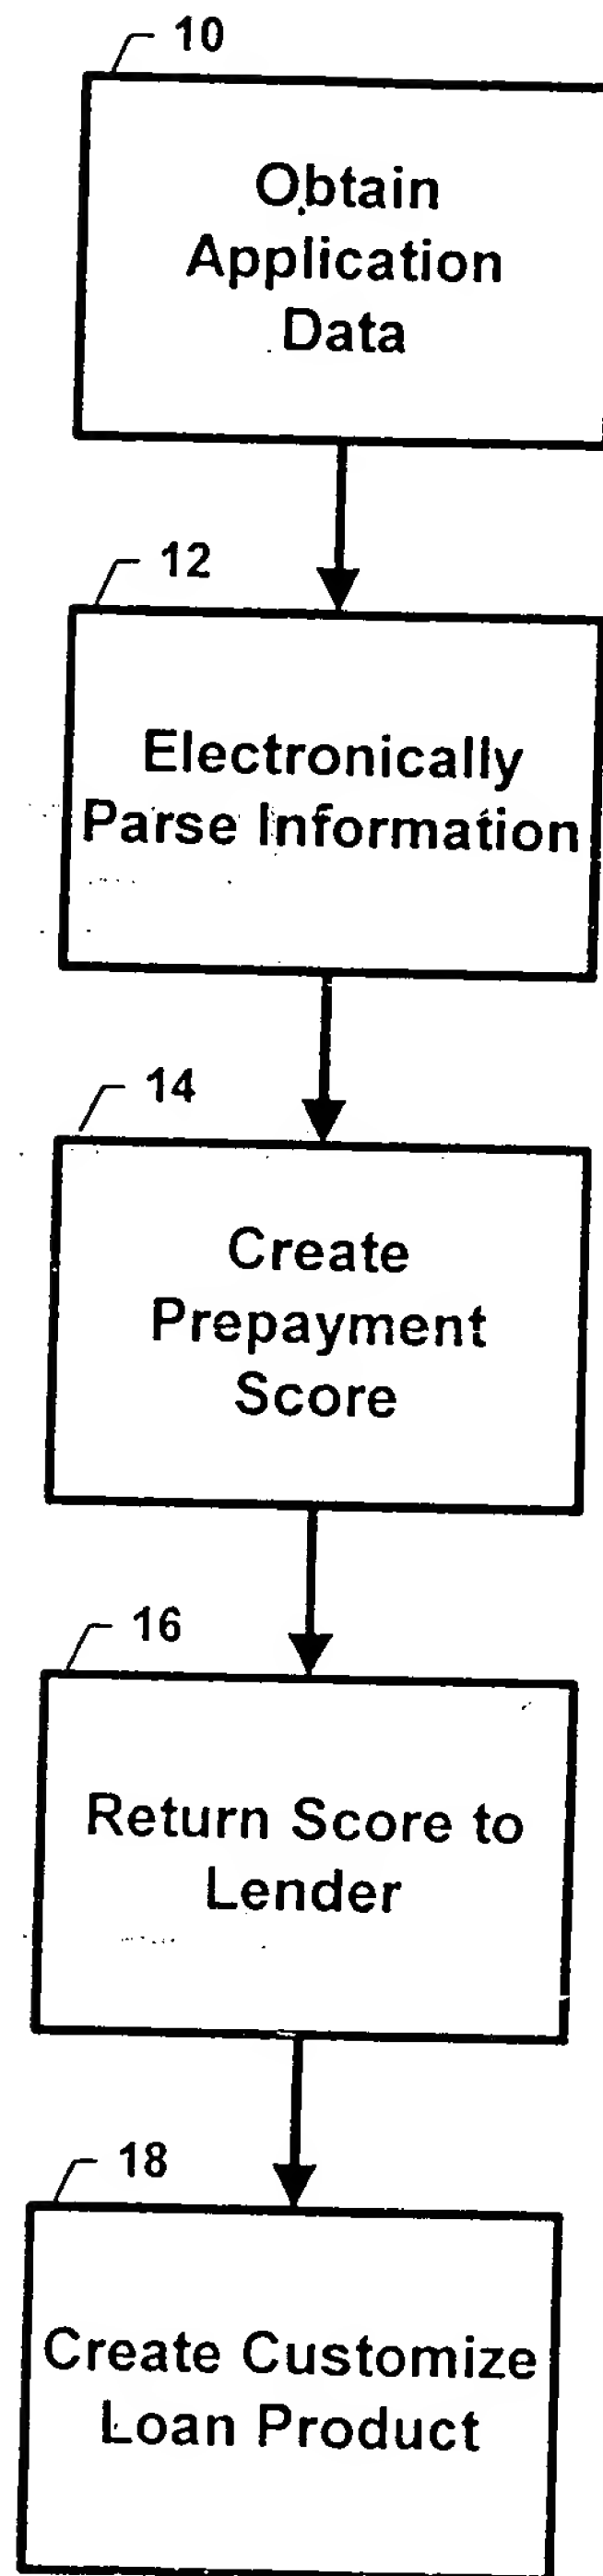 10
Obtain
Application
Data
12
Electronically
Parse Information
14
Create
Prepayment
Score
16
Return Score to
Lender
18
Create Customize
Loan Product